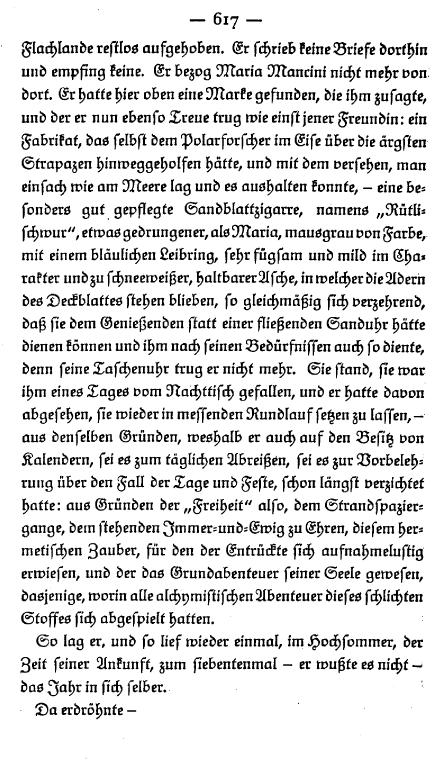 — 617 —
Flachlande restlos aufgehoben. Er schrieb keine Briefe dorthin
und empfing keine. Er bezog Maria Mancini nicht mehr von
dort. Er hatte hier oben eine Marke gefunden, die ihm zusagte,
und der er nun ebenso Treue trug wie einst jener Freundin: ein
Fabrikat, das selbst dem Polarforscher im Eise über die ärgsten
Strapazen hinweggeholfen hätte, und mit dem versehen, man
einfach wie am Meere lag und es aushalten konnte, – eine be-
sonders gut gepflegte Sandblattzigarre, namens „Rütli-
schwur“, etwas gedrungener, als Maria, mausgrau von Farbe,
mit einem bläulichen Leibring, sehr fügsam und mild im Cha-
rakter und zu schneeweißer, haltbarer Asche, in welcher die Adern
des Deckblattes stehen blieben, so gleichmäßig sich verzehrend,
daß sie dem Genießenden statt einer fließenden Sanduhr hätte
dienen können und ihm nach seinen Bedürfnissen auch so diente,
denn seine Taschenuhr trug er nicht mehr. Sie stand, sie war
ihm eines Tages vom Nachttisch gefallen, und er hatte davon
abgesehen, sie wieder in messenden Rundlauf setzen zu lassen, –
aus denselben Gründen, weshalb er auch auf den Besitz von
Kalendern, sei es zum täglichen Abreißen, sei es zur Vorbeleh-
rung über den Fall der Tage und Feste, schon längst verzichtet
hatte: aus Gründen der „Freiheit“ also, dem Strandspazier-
gange, dem stehenden Immer-und-Ewig zu Ehren, diesem her-
metischen Zauber, für den der Entrückte sich aufnahmelustig
erwiesen, und der das Grundabenteuer seiner Seele gewesen,
dasjenige, worin alle alchymistischen Abenteuer dieses schlichten
Stoffes sich abgespielt hatten.
So lag er, und so lief wieder einmal, im Hochsommer, der
Zeit seiner Ankunft, zum siebentenmal – er wußte es nicht –
das Jahr in sich selber.
Da erdröhnte –